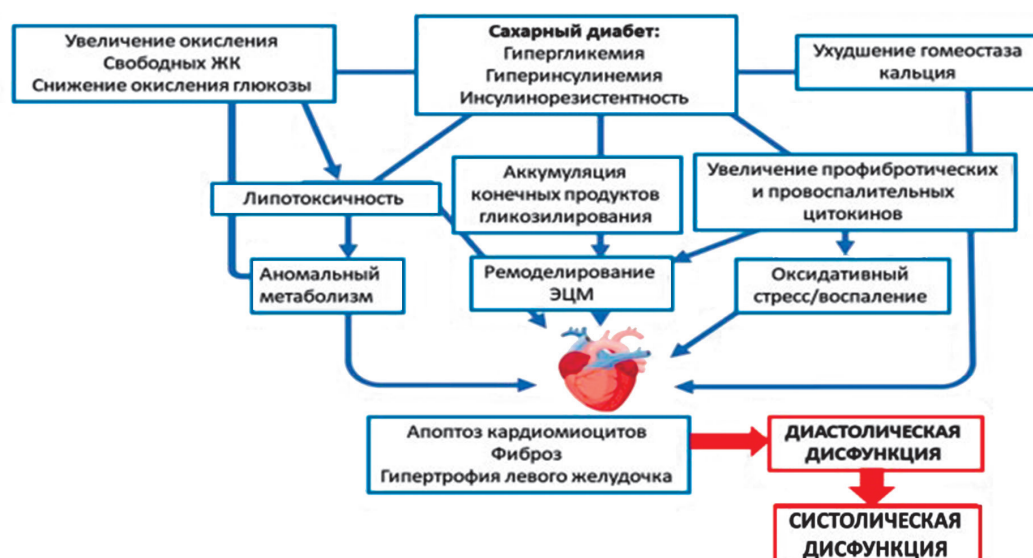 Увеличение окисления
Свободных ЖК
Снижение окисления глюкозы
Сахарный диабет:
Гипергликемия
Гиперинсулинемия
Инсулинорезистентность
Ухудшение гомеостаза
кальция
Липотоксичность
Аккумуляция
конечных продуктов
гликозилирования
Увеличение профибротических
и провоспалительных
цитокинов
Аномальный
метаболизм
Ремоделирование
ЭЦМ
Оксидативный
стресс/воспаление
Апоптоз кардиомиоцитов
Фиброз
Гипертрофия левого желудочка
ДИАСТОЛИЧЕСКАЯ
ДИСФУНКЦИЯ
СИСТОЛИЧЕСКАЯ
ДИСФУНКЦИЯ